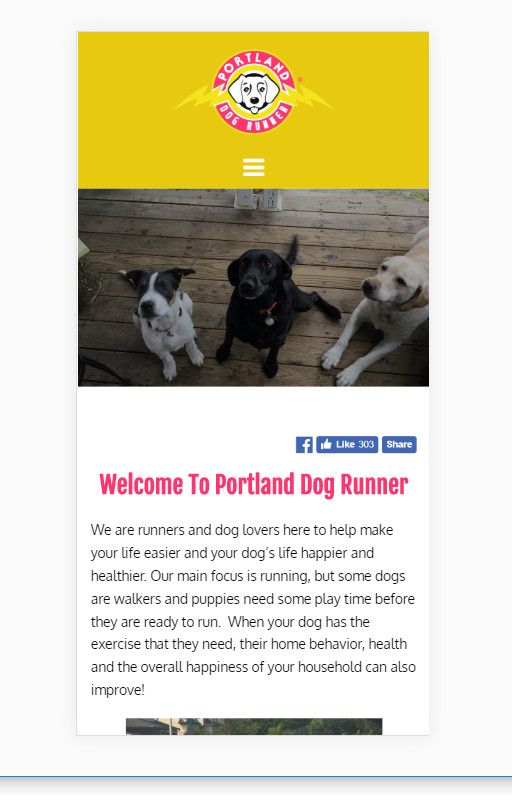 PORTLAND
DOG RUNNER
Like 303 Share
Welcome To Portland Dog Runner
We are runners and dog lovers here to help make
your life easier and your dog’s life happier and
healthier. Our main focus is running, but some dogs
are walkers and puppies need some play time before
they are ready to run.  When your dog has the
exercise that they need, their home behavior, health
and the overall happiness of your household can also
improve!